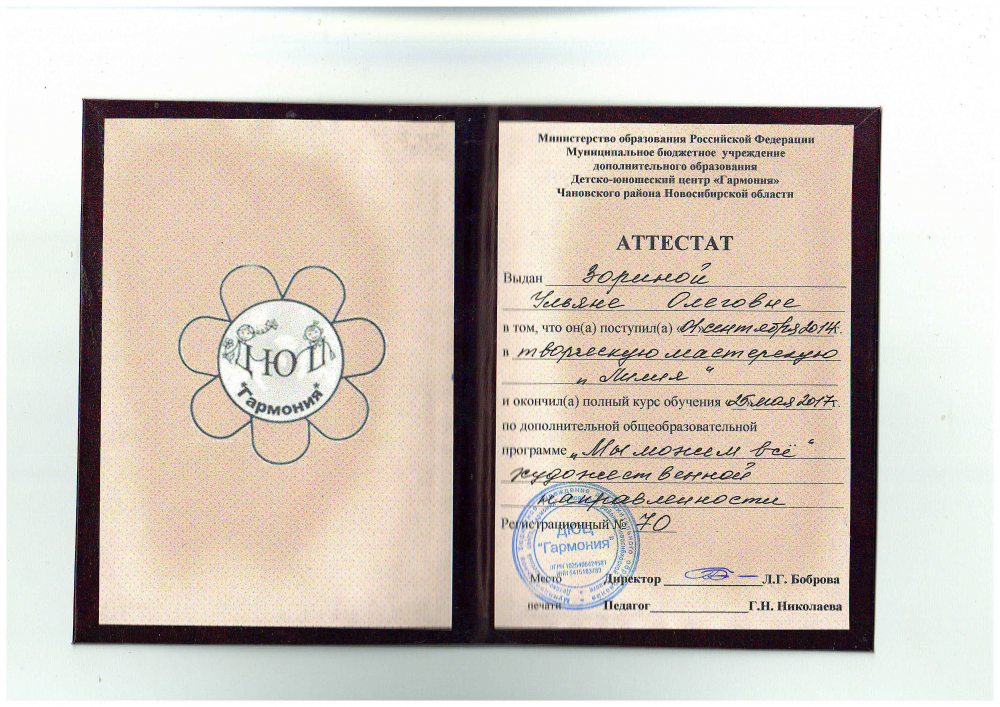 ДЮЦ
"Гармония"
Министерство образования Российской Федерации
Муниципальное бюджетное учреждение
дополнительного образования
Детско-юношеский центр «Гармония»
Чановского района Новосибирской области
АТТЕСТАТ
Выдан Зориной
Ульяне Олеговне
в том, что он(а) поступил(а) «01» сентября 2014г.
в творческую мастерскую
„Лилия“
и окончил(а) полный курс обучения «25» мая 2017г.
по дополнительной общеобразовательной
программе „Мы можем всё“
художественной
направленности
Регистрационный № 70
ДЮЦ
"Гармония"
Место Директор Л.Г. Боброва
печати Педагог Г.Н. Николаева